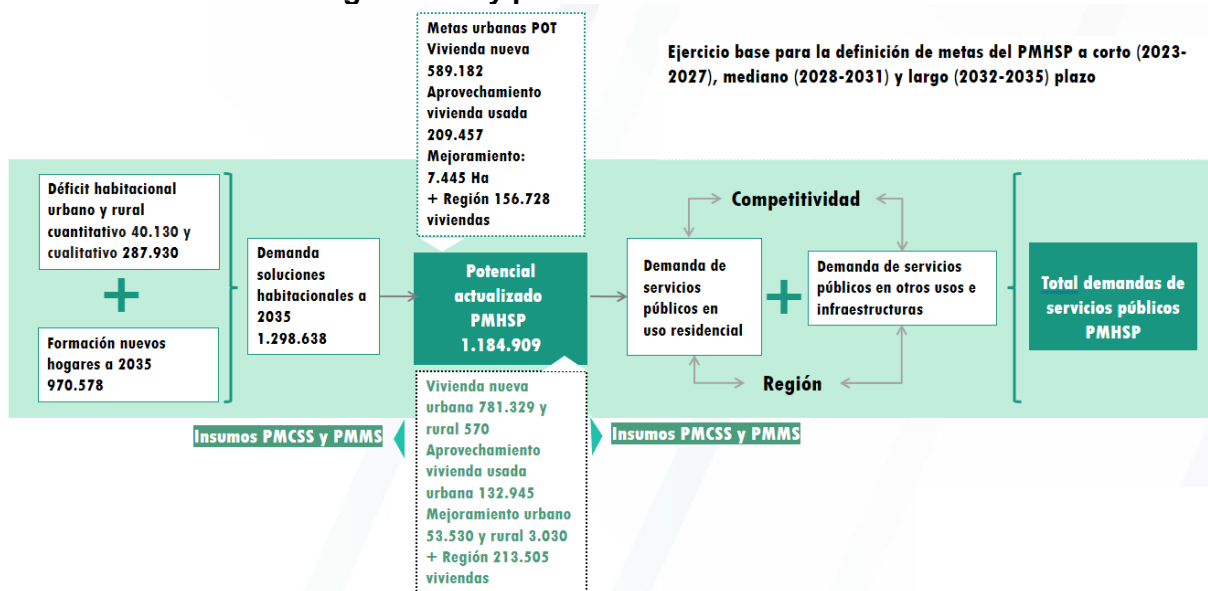 Metas urbanas POT
Vivienda nueva
589.182
Aprovechamiento
vivienda usada
209.457
Mejoramiento:
7.445 Ha
+ Región 156.728
viviendas
Ejercicio base para la definición de metas del PMHSP a corto (2023-
2027), mediano (2028-2031) y largo (2032-2035) plazo
Déficit habitacional
urbano y rural
cuantitativo 40.130 y
cualitativo 287.930
+
Formación nuevos
hogares a 2035
970.578
Demanda
soluciones
habitacionales a
2035
1.298.638
Potencial
actualizado
PMHSP
1.184.909
Vivienda nueva
urbana 781.329 y
rural 570
Aprovechamiento
vivienda usada
urbana 132.945
Mejoramiento urbano
53.530 y rural 3.030
+ Región 213.505
viviendas
Insumos PMCSS y PMMS
Insumos PMCSS y PMMS
Competitividad
Demanda de
servicios
públicos en
uso residencial
+
Demanda de servicios
públicos en otros usos e
infraestructuras
Región
Total demandas de
servicios públicos
PMHSP